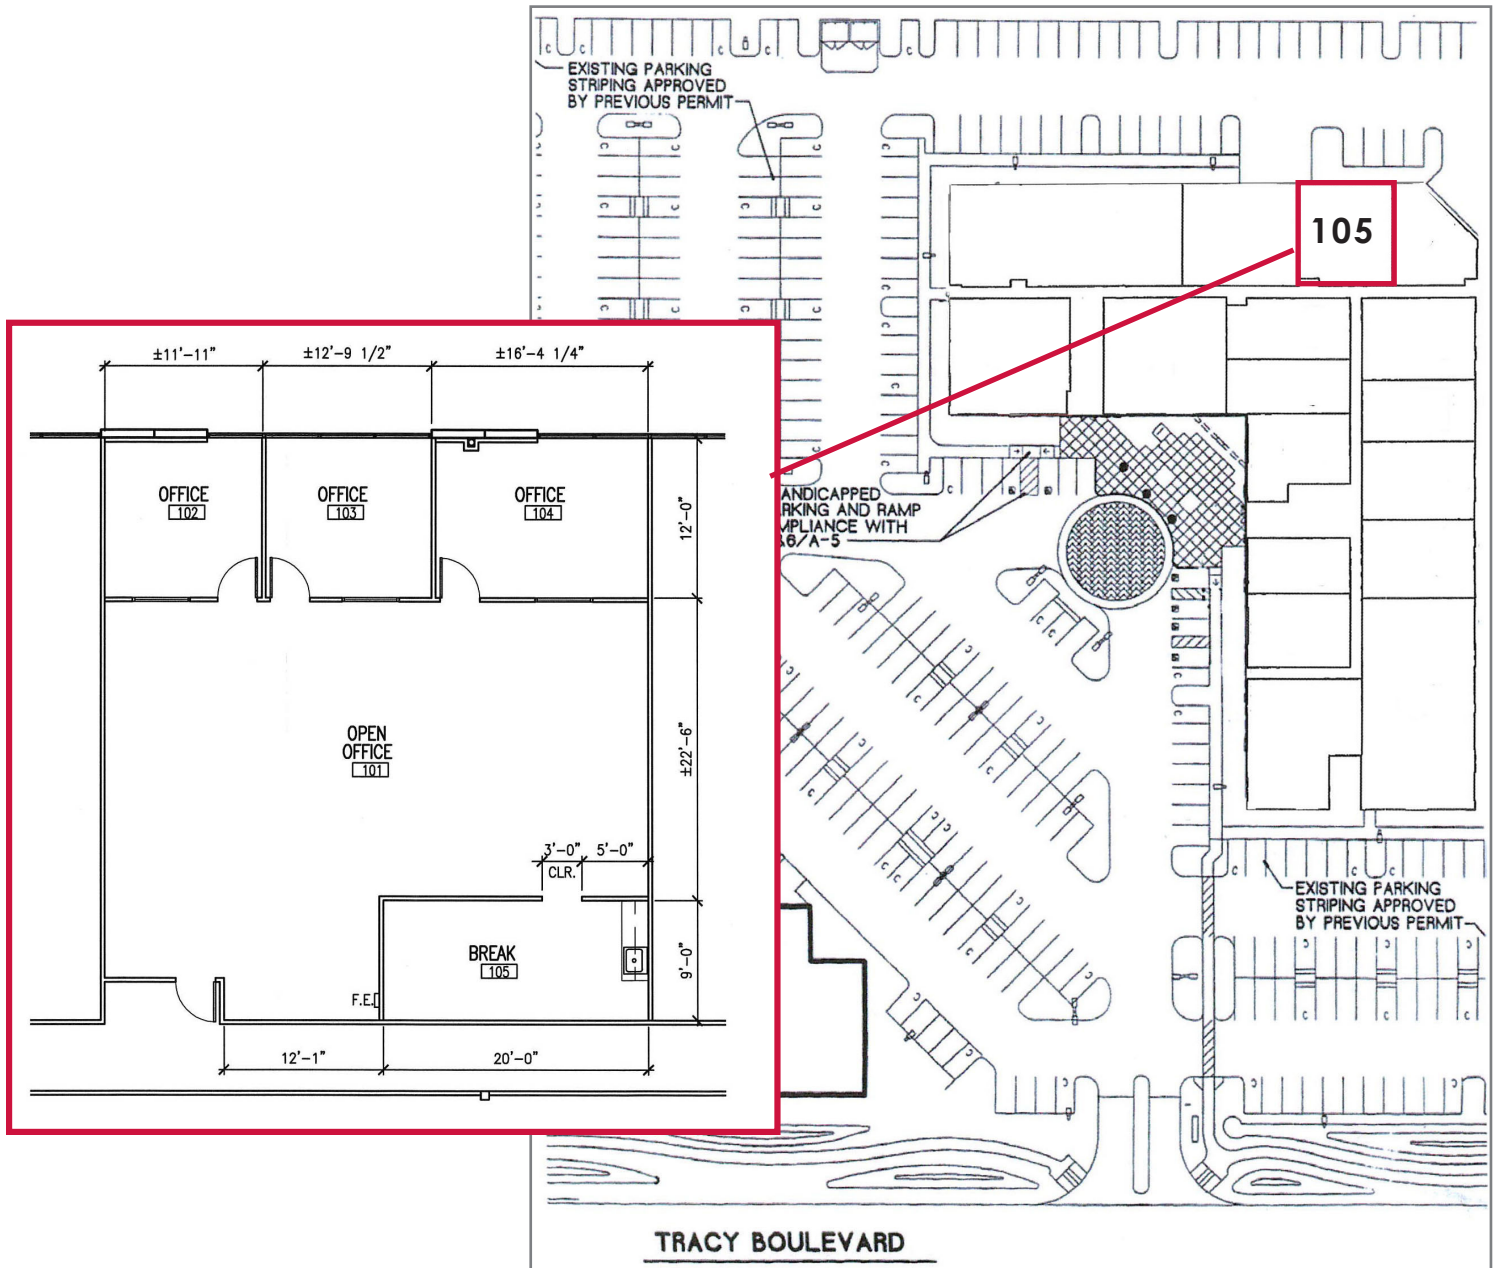 EXISTING PARKING
STRIPING APPROVED
BY PREVIOUS PERMIT
105
±11'-11"
±12'-9 1/2"
±16'-4 1/4"
OFFICE
102
OFFICE
103
OFFICE
104
12'-0"
ANDICAPPED
RKING AND RAMP
MPLIANCE WITH
6/A-5
OPEN
OFFICE
101
±22'-6"
3'-0"
5'-0"
CLR.
BREAK
105
9'-0"
F.E.
12'-1"
20'-0"
EXISTING PARKING
STRIPING APPROVED
BY PREVIOUS PERMIT
TRACY BOULEVARD